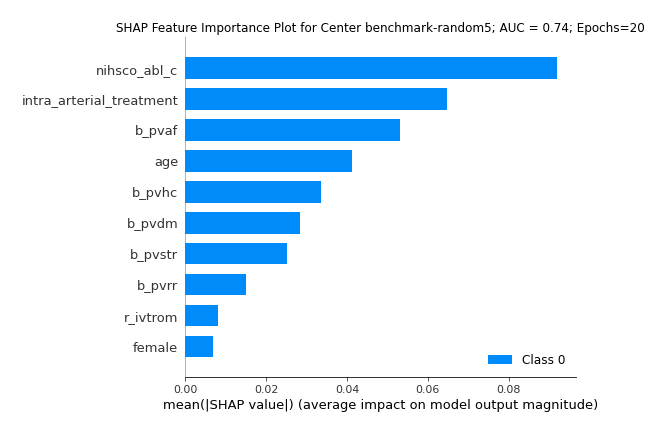 SHAP Feature Importance Plot for Center benchmark-random5; AUC = 0.74; Epochs=20
nihsco_abl_c
intra_arterial_treatment
b_pvaf
age
b_pvhc
b_pvdm
b_pvstr
b_pvrr
r_ivtrom
female
Class 0
0.00 0.02 0.04 0.06 0.08
mean(|SHAP value|) (average impact on model output magnitude)